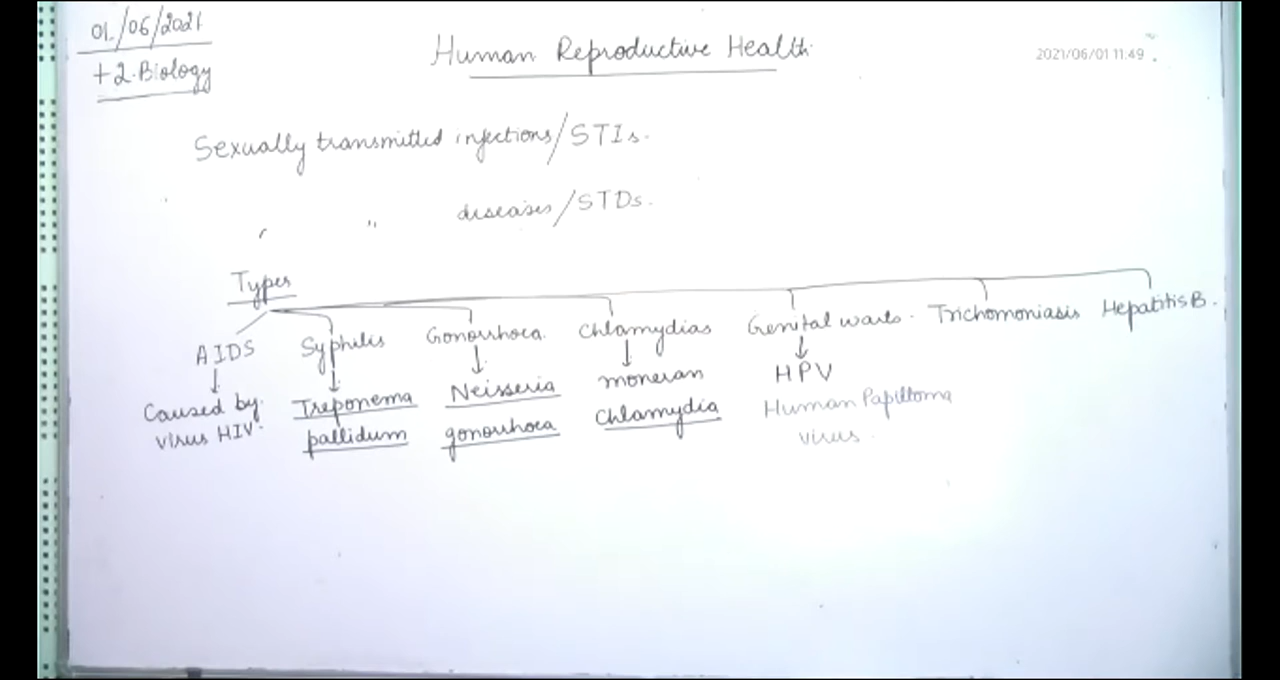 01/06/2021
+2 Biology
Human Reproductive Health
2021/06/01 11:49
Sexually transmitted infections/STIs.
" " diseases/STDs.
Types
AIDS Syphilis Gonorrhoea Chlamydias Genital warts. Trichomoniasis Hepatitis B.
Caused by virus HIV.
Treponema pallidum
Neisseria gonorrhoea
moneran Chlamydia
HPV
Human Papilloma virus.